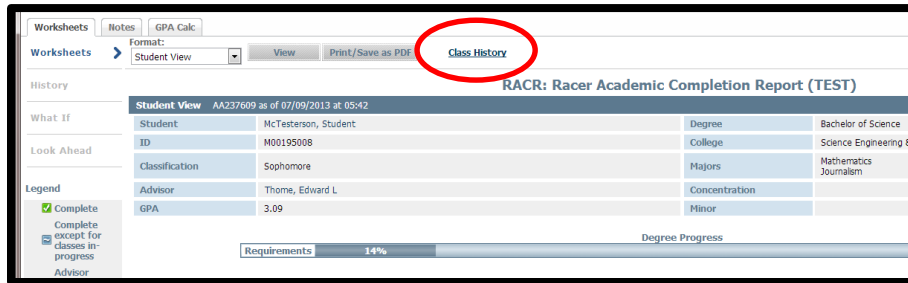 Worksheets Notes GPA Calc
Worksheets Format: Student View View Print/Save as PDF Class History
History
RACR: Racer Academic Completion Report (TEST)
Student View AA237609 as of 07/09/2013 at 05:42
What If
Student McTesterson, Student Degree Bachelor of Science
ID M00195008 College Science Engineering
Look Ahead
Classification Sophomore Majors Mathematics
Journalism
Legend
Advisor Thome, Edward L Concentration
Complete
GPA 3.09 Minor
Complete
except for
classes in-
progress
Degree Progress
Requirements 14%
Advisor